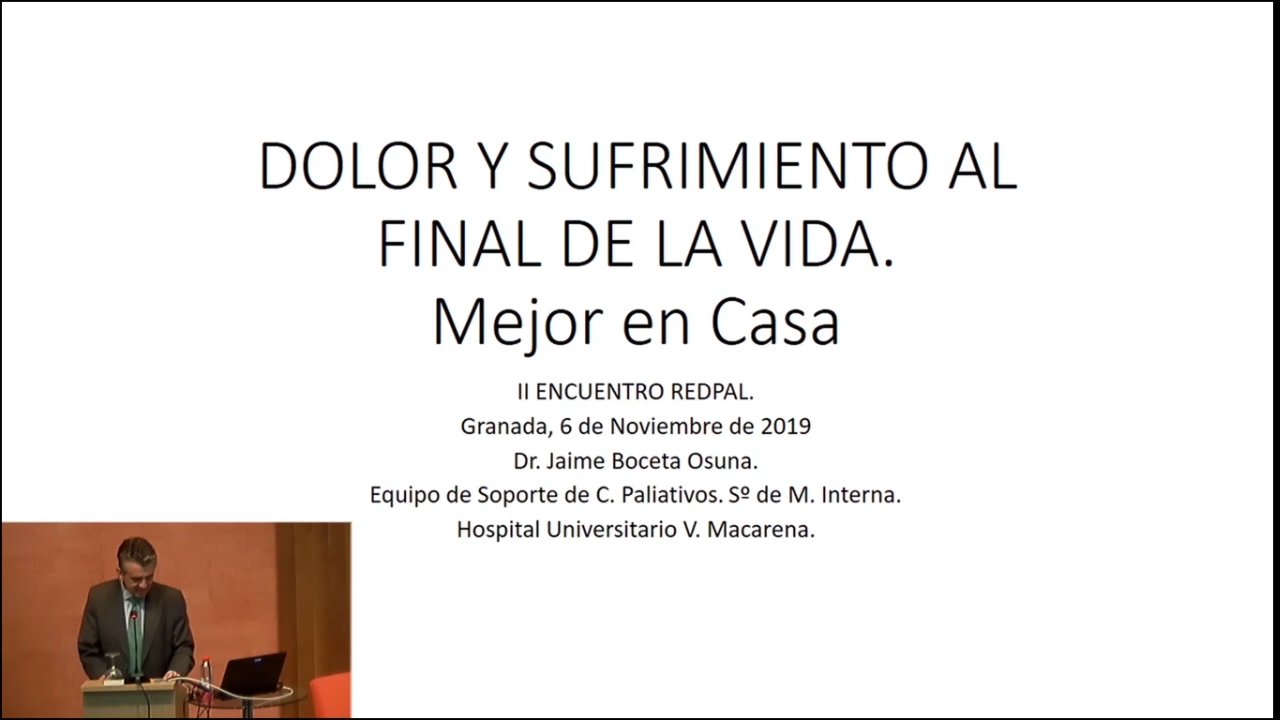 DOLOR Y SUFRIMIENTO AL
FINAL DE LA VIDA.
Mejor en Casa
II ENCUENTRO REDPAL.
Granada, 6 de Noviembre de 2019
Dr. Jaime Boceta Osuna.
Equipo de Soporte de C. Paliativos. Sº de M. Interna.
Hospital Universitario V. Macarena.